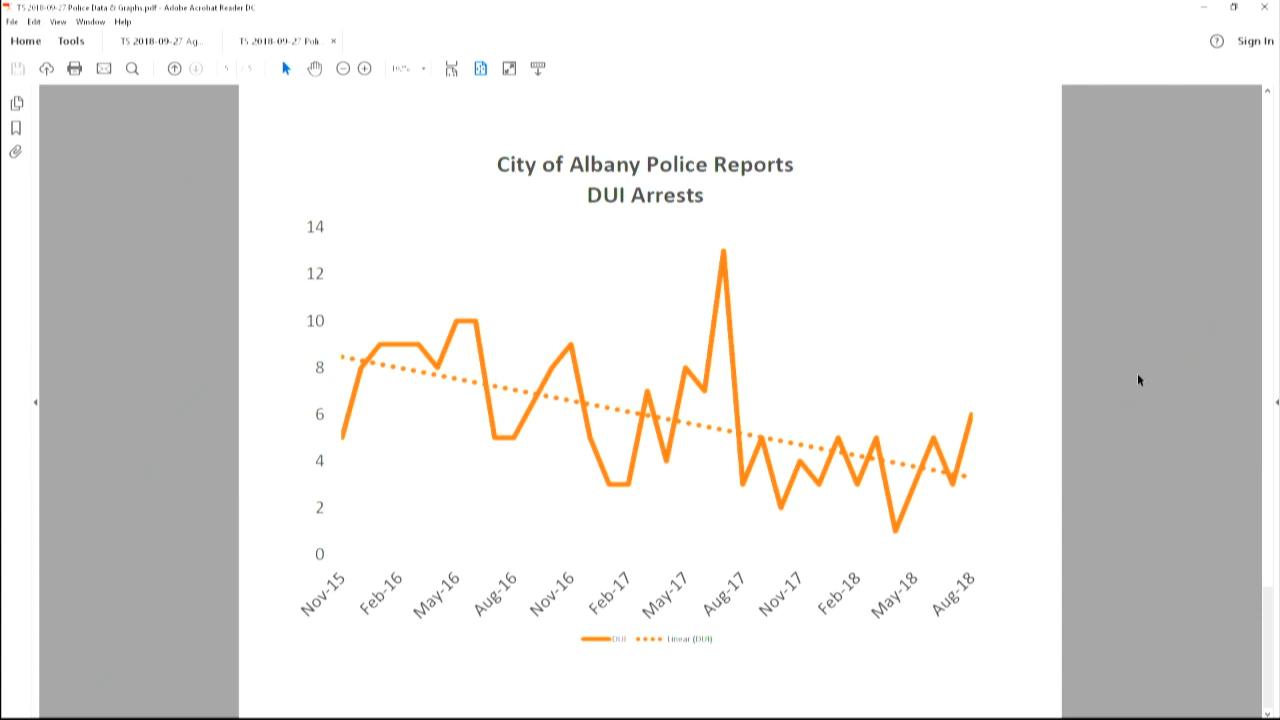 TS 2018-09-27 Police Data & Graphs.pdf - Adobe Acrobat Reader DC
File Edit View Window Help
Home Tools TS 2018-09-27 Ag... TS 2018-09-27 Poli... × Sign In
City of Albany Police Reports
DUI Arrests
14
12
10
8
6
4
2
0
Nov-15 Feb-16 May-16 Aug-16 Nov-16 Feb-17 May-17 Aug-17 Nov-17 Feb-18 May-18 Aug-18
DUI Linear (DUI)